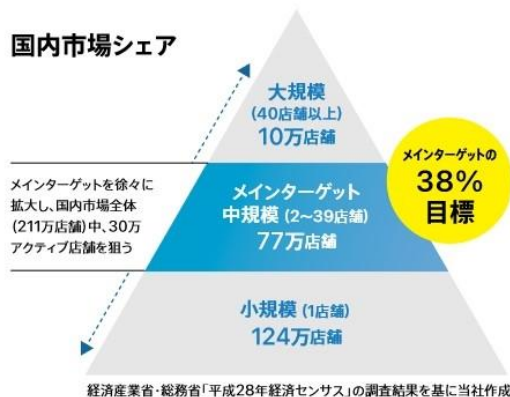 国内市場シェア
大規模
(40店舗以上)
10万店舗
メインターゲットの
38%
目標
メインターゲットを徐々に
拡大し、国内市場全体
(211万店舗)中、30万
アクティブ店舗を狙う
メインターゲット
中規模(2〜39店舗)
77万店舗
小規模(1店舗)
124万店舗
経済産業省・総務省「平成28年経済センサス」の調査結果を基に当社作成